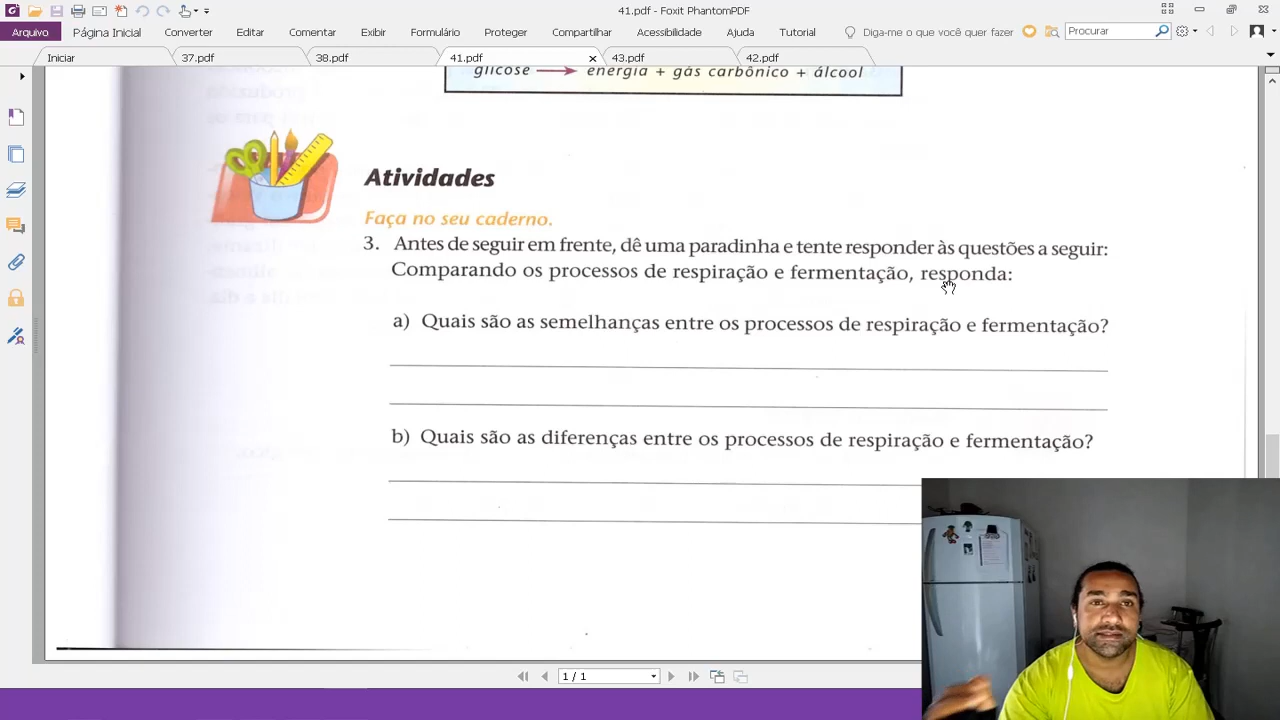 41.pdf - Foxit PhantomPDF
Arquivo Página Inicial Converter Editar Comentar Exibir Formulário Proteger Compartilhar Acessibilidade Ajuda Tutorial Diga-me o que você quer fazer Procurar
Iniciar 37.pdf 38.pdf 41.pdf 43.pdf 42.pdf
glicose energia + gás carbônico + álcool
Atividades
Faça no seu caderno.
3. Antes de seguir em frente, dê uma paradinha e tente responder às questões a seguir:
Comparando os processos de respiração e fermentação, responda:
a) Quais são as semelhanças entre os processos de respiração e fermentação?
b) Quais são as diferenças entre os processos de respiração e fermentação?
1 / 1